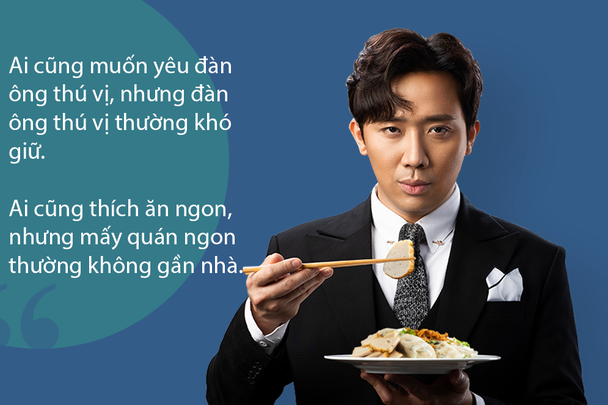 Ai cũng muốn yêu đàn
ông thú vị, nhưng đàn
ông thú vị thường khó
giữ.
Ai cũng thích ăn ngon,
nhưng mấy quán ngon
thường không gần nhà.